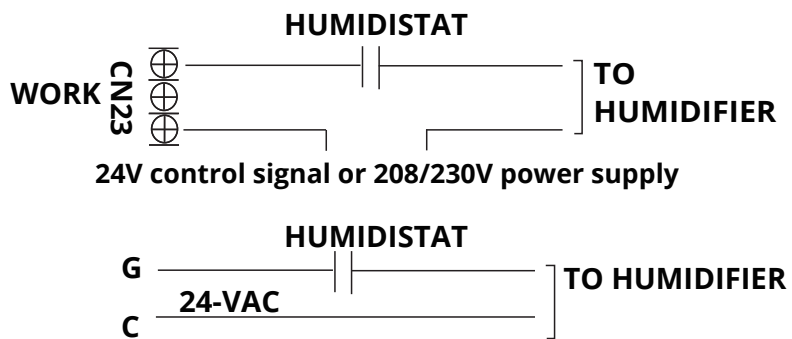 HUMIDISTAT
WORK CN23
TO
HUMIDIFIER
24V control signal or 208/230V power supply
HUMIDISTAT
G
TO HUMIDIFIER
24-VAC
C